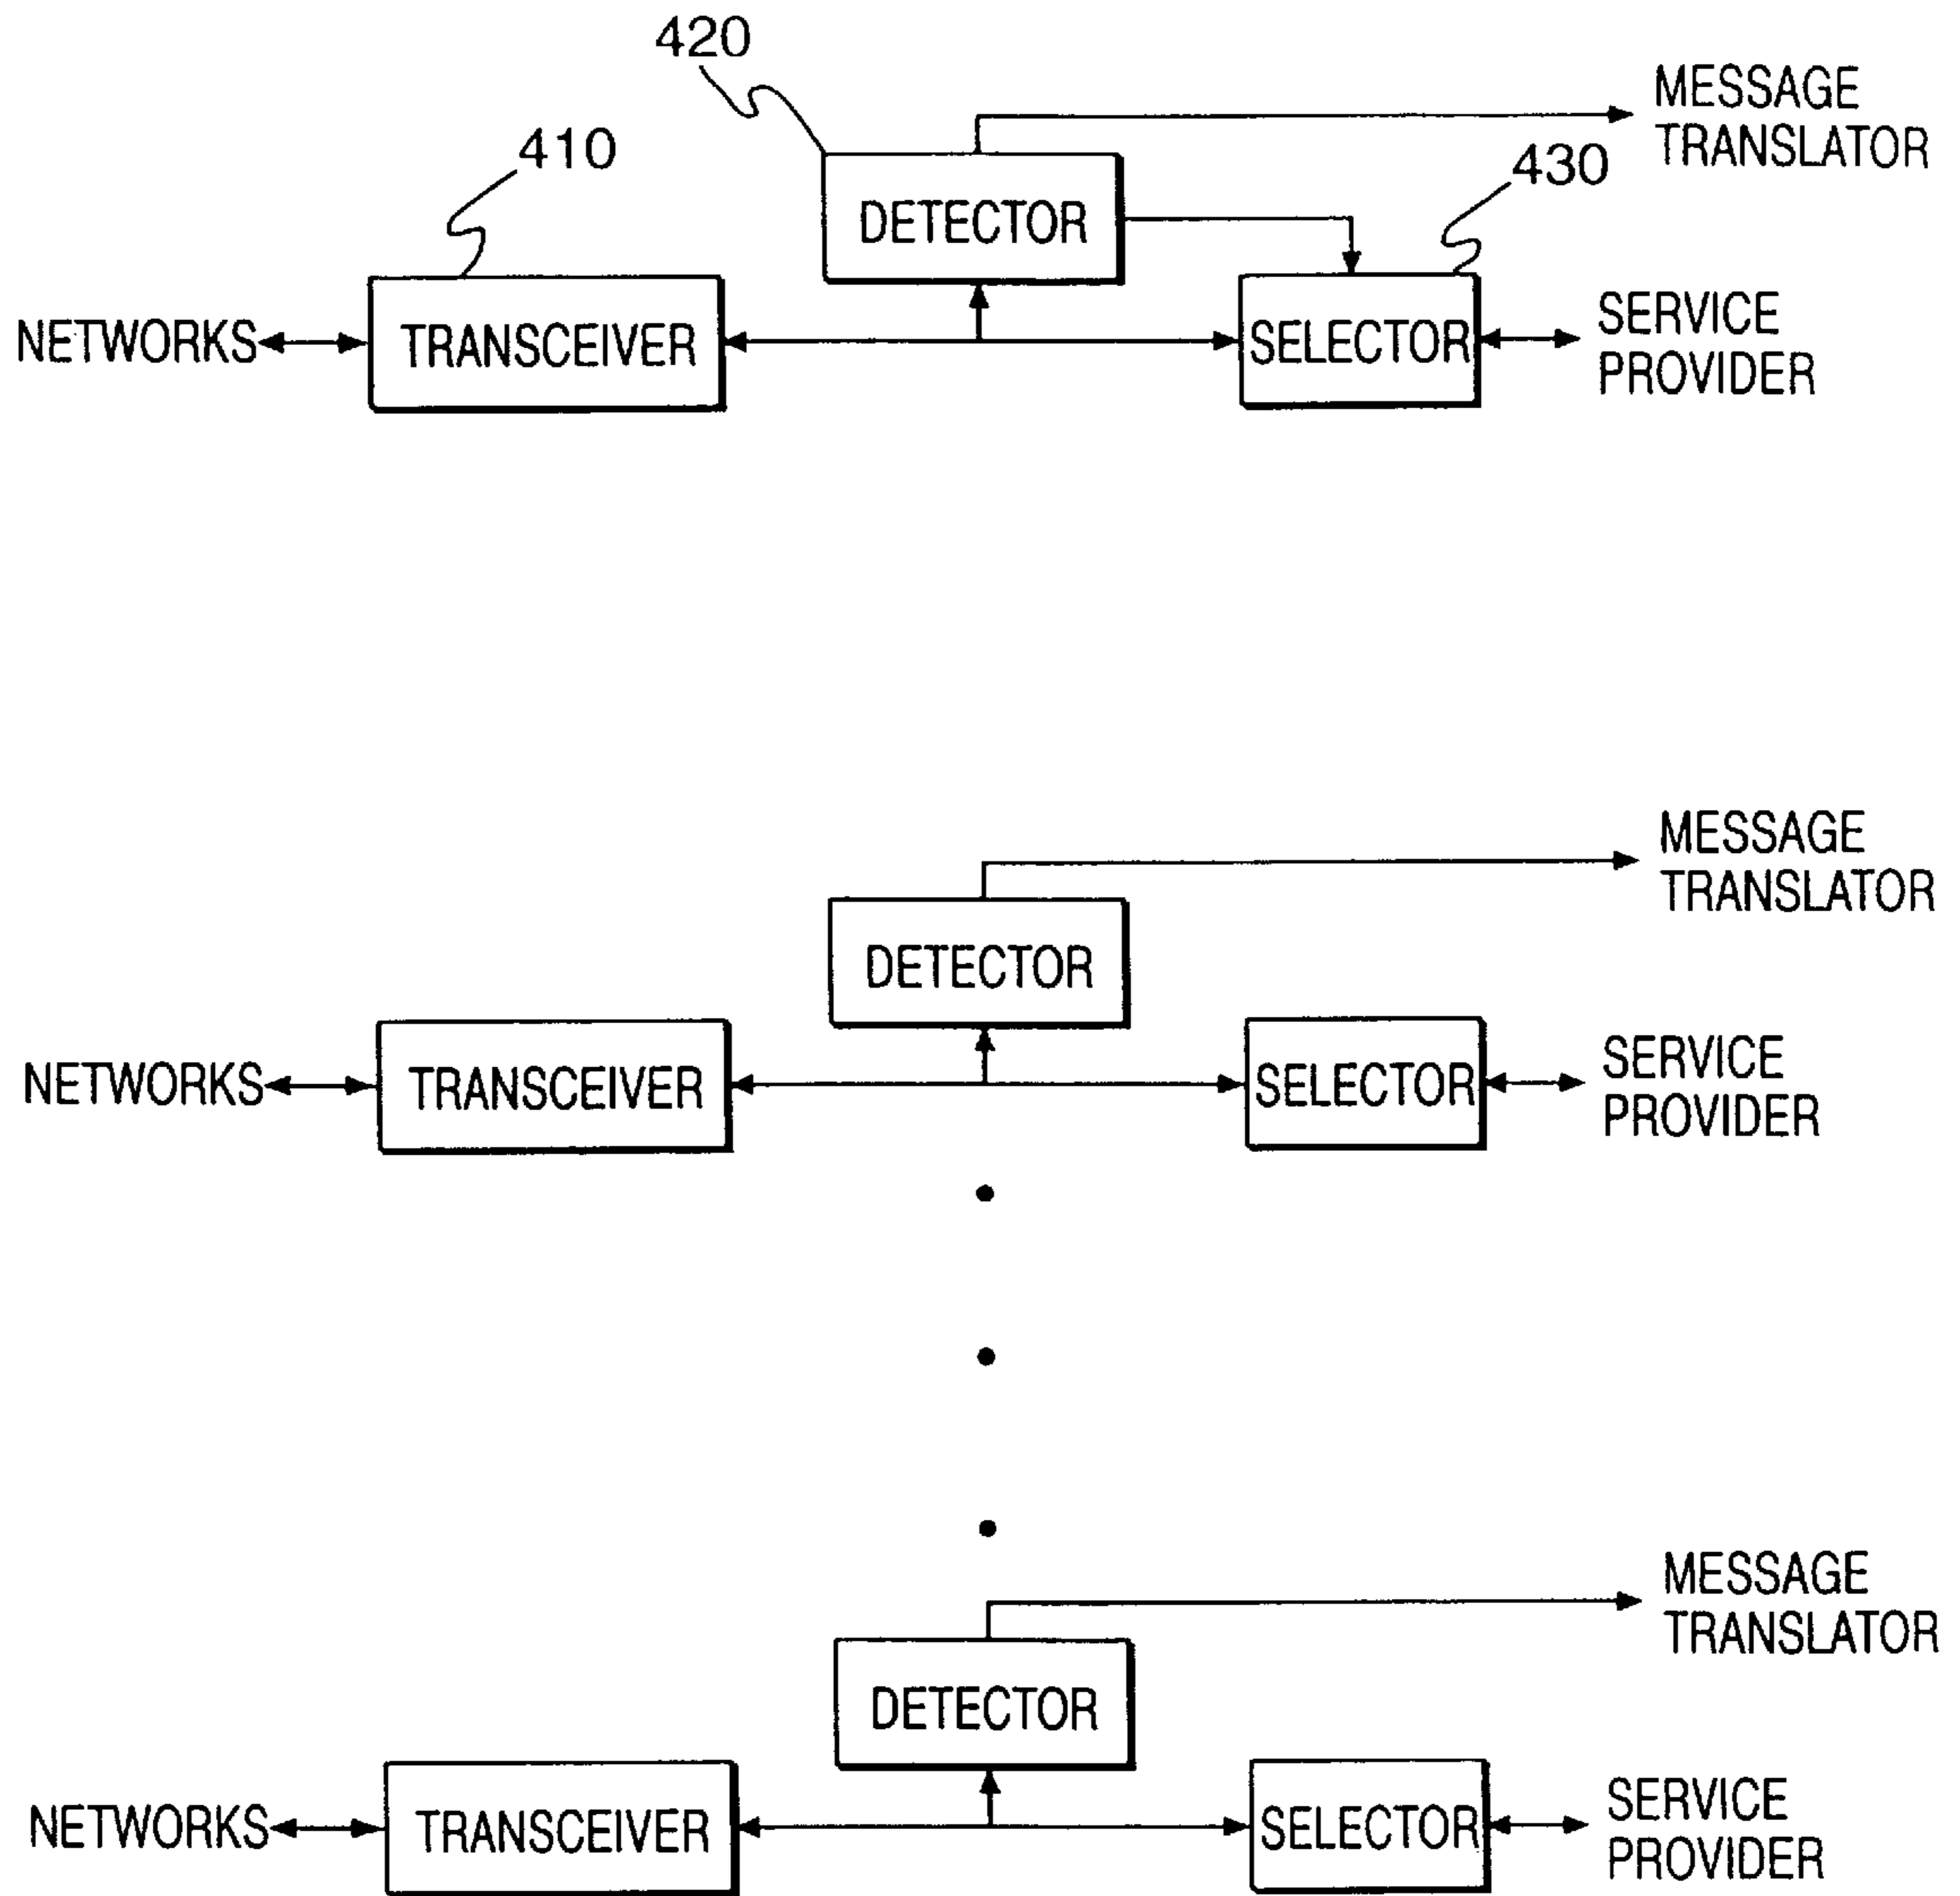 420
MESSAGE
TRANSLATOR
410
430
DETECTOR
NETWORKS
TRANSCEIVER
SELECTOR
SERVICE
PROVIDER
MESSAGE
TRANSLATOR
DETECTOR
NETWORKS
TRANSCEIVER
SELECTOR
SERVICE
PROVIDER
MESSAGE
TRANSLATOR
DETECTOR
NETWORKS
TRANSCEIVER
SELECTOR
SERVICE
PROVIDER